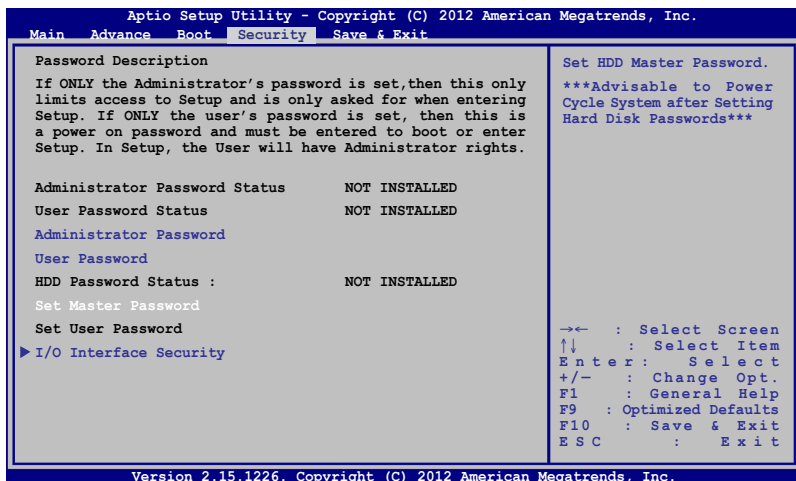 Aptio Setup Utility - Copyright (C) 2012 American Megatrends, Inc.
Main Advance Boot Security Save & Exit
Password Description
If ONLY the Administrator's password is set,then this only
limits access to Setup and is only asked for when entering
Setup. If ONLY the user's password is set, then this is
a power on password and must be entered to boot or enter
Setup. In Setup, the User will have Administrator rights.
Administrator Password Status NOT INSTALLED
User Password Status NOT INSTALLED
Administrator Password
User Password
HDD Password Status : NOT INSTALLED
Set Master Password
Set User Password
I/O Interface Security
Set HDD Master Password.
***Advisable to Power
Cycle System after Setting
Hard Disk Passwords***
→← : Select Screen
↑↓ : Select Item
Enter: Select
+/— : Change Opt.
F1 : General Help
F9 : Optimized Defaults
F10 : Save & Exit
ESC : Exit
Version 2.15.1226. Copyright (C) 2012 American Megatrends, Inc.